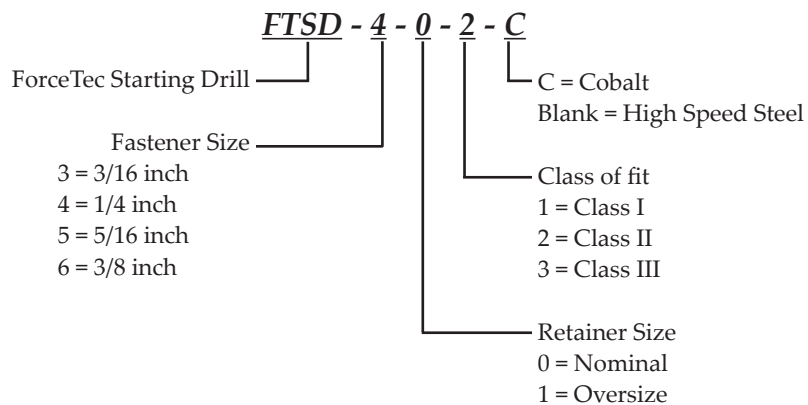 FTSD - 4 - 0 - 2 - C
ForceTec Starting Drill
Fastener Size
3 = 3/16 inch
4 = 1/4 inch
5 = 5/16 inch
6 = 3/8 inch
C = Cobalt
Blank = High Speed Steel
Class of fit
1 = Class I
2 = Class II
3 = Class III
Retainer Size
0 = Nominal
1 = Oversize